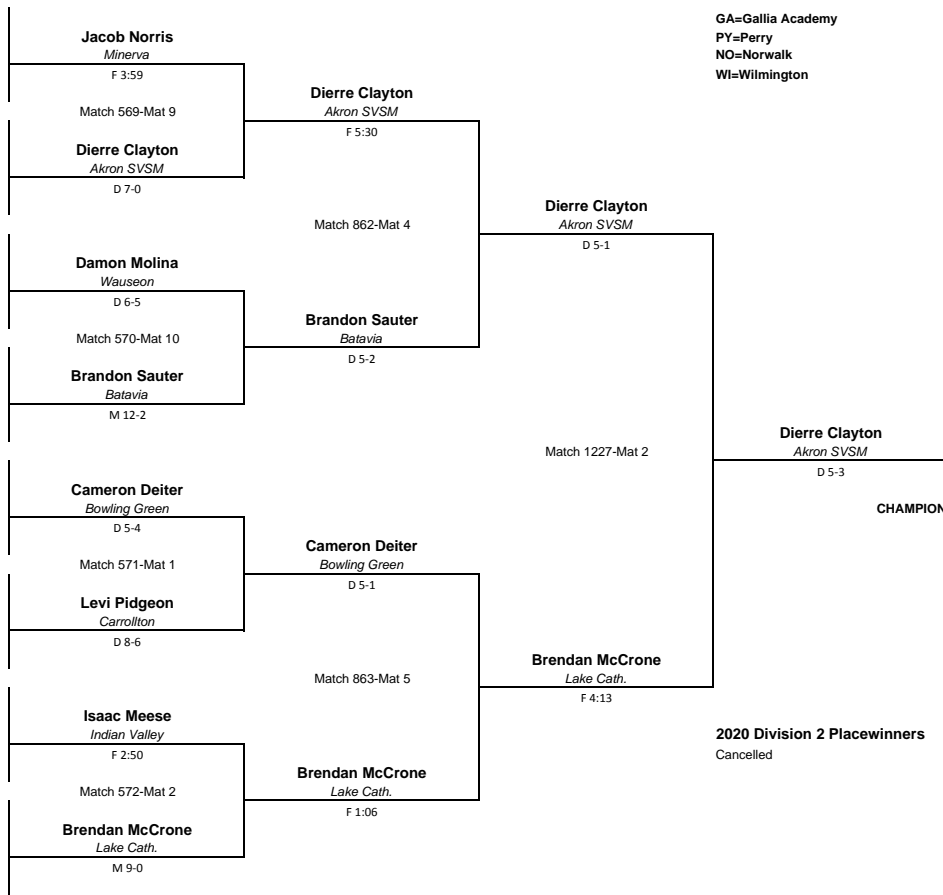 GA=Gallia Academy
PY=Perry
NO=Norwalk
WI=Wilmington
Jacob Norris
Minerva
F 3:59
Match 569-Mat 9
Dierre Clayton
Akron SVSM
D 7-0
Dierre Clayton
Akron SVSM
F 5:30
Match 862-Mat 4
Damon Molina
Wauseon
D 6-5
Match 570-Mat 10
Brandon Sauter
Batavia
M 12-2
Brandon Sauter
Batavia
D 5-2
Dierre Clayton
Akron SVSM
D 5-1
Match 1227-Mat 2
Dierre Clayton
Akron SVSM
D 5-3
CHAMPION
Cameron Deiter
Bowling Green
D 5-4
Match 571-Mat 1
Levi Pidgeon
Carrollton
D 8-6
Cameron Deiter
Bowling Green
D 5-1
Match 863-Mat 5
Brendan McCrone
Lake Cath.
F 4:13
Isaac Meese
Indian Valley
F 2:50
Match 572-Mat 2
Brendan McCrone
Lake Cath.
M 9-0
Brendan McCrone
Lake Cath.
F 1:06
2020 Division 2 Placewinners
Cancelled